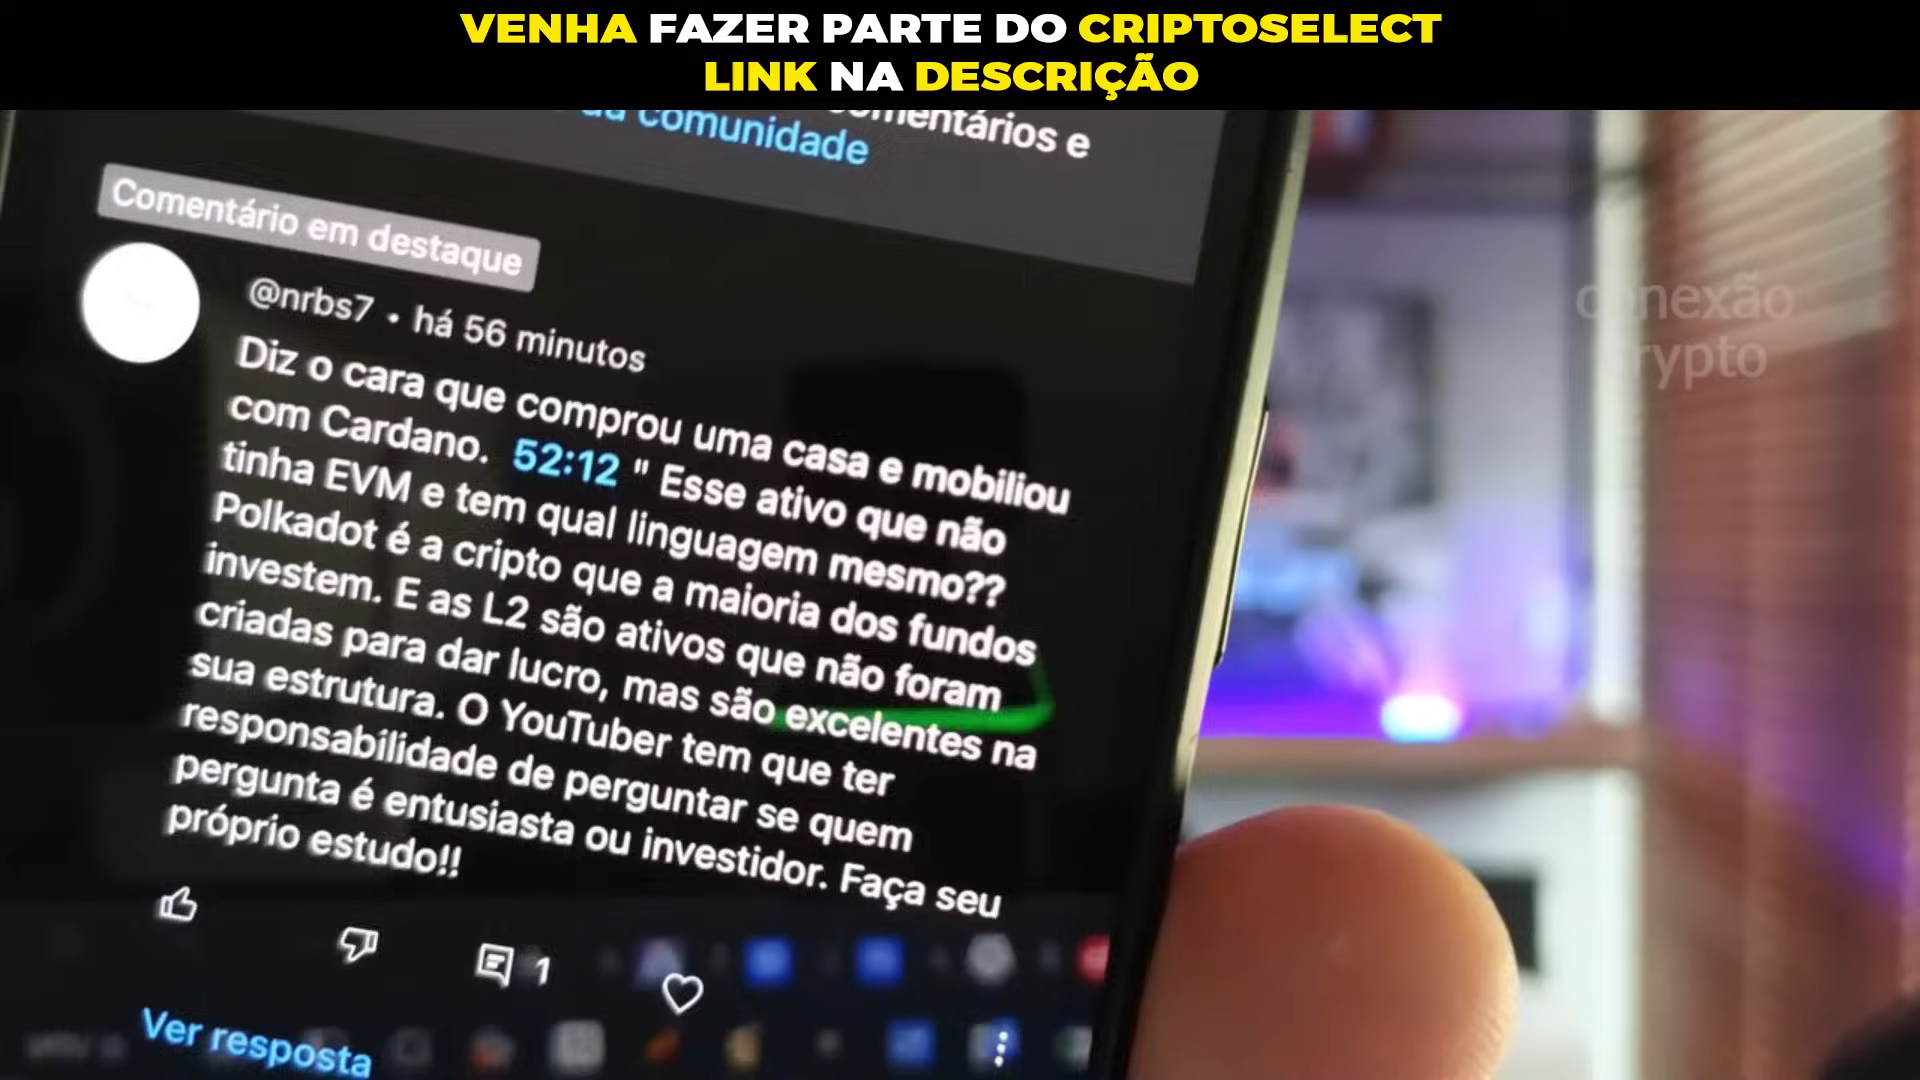 VENHA FAZER PARTE DO CRIPTOSELECT
LINK NA DESCRIÇÃO
comentários e
da comunidade
Comentário em destaque
@nrbs7 • há 56 minutos
Diz o cara que comprou uma casa e mobiliou
com Cardano. 52:12 " Esse ativo que não
tinha EVM e tem qual linguagem mesmo??
Polkadot é a cripto que a maioria dos fundos
investem. E as L2 são ativos que não foram
criadas para dar lucro, mas são excelentes na
sua estrutura. O YouTuber tem que ter
responsabilidade de perguntar se quem
pergunta é entusiasta ou investidor. Faça seu
próprio estudo!!
1
Ver resposta
conexão
crypto